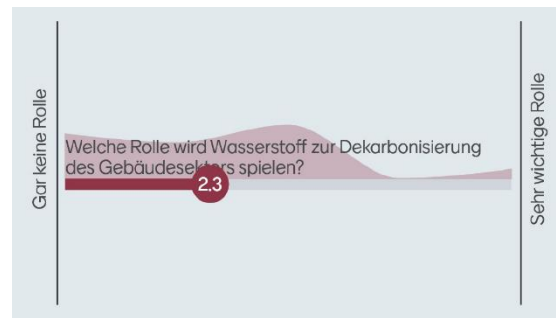 Gar keine Rolle
Welche Rolle wird Wasserstoff zur Dekarbonisierung
des Gebäudesektors spielen?
2.3
Sehr wichtige Rolle